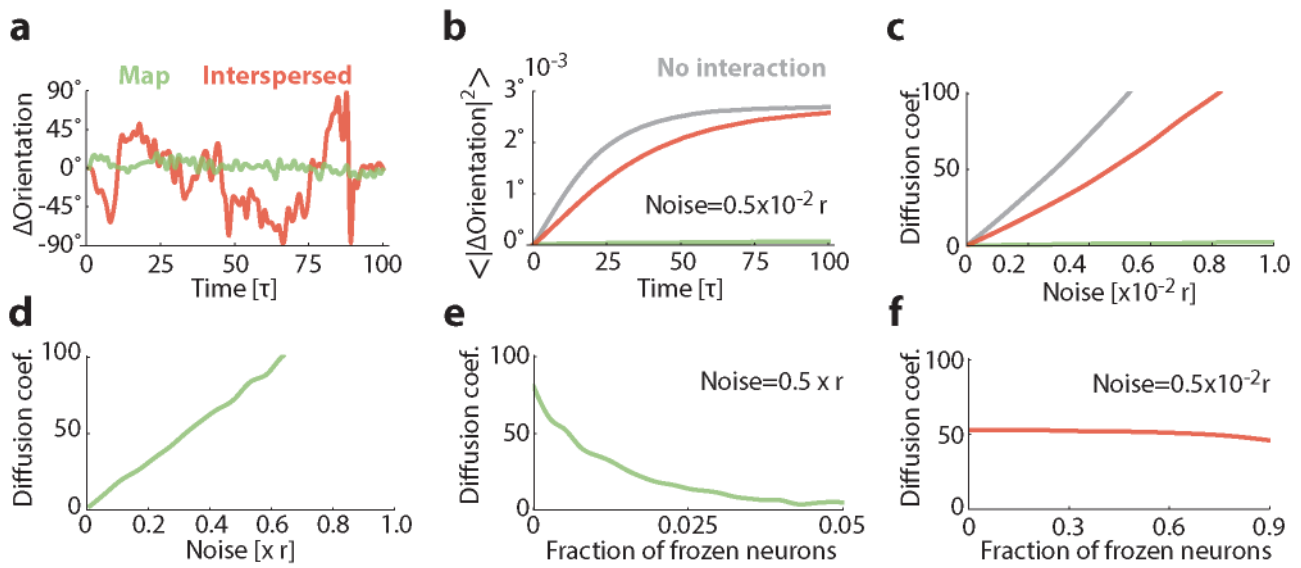 a
Map Interspersed
ΔOrientation
90°
45°
0°
-45°
-90°
0 25 50 75 100
Time [τ]
b
10⁻³
No interaction
<|ΔOrientation|²>
3°
2°
1°
0°
Noise=0.5x10⁻² r
0 25 50 75 100
Time [τ]
c
Diffusion coef.
100
50
0
0 0.2 0.4 0.6 0.8 1.0
Noise [x10⁻² r]
d
Diffusion coef.
100
50
0
0 0.2 0.4 0.6 0.8 1.0
Noise [x r]
e
Diffusion coef.
100
50
0
Noise=0.5 x r
0 0.025 0.05
Fraction of frozen neurons
f
Diffusion coef.
100
50
0
Noise=0.5x10⁻²r
0 0.3 0.6 0.9
Fraction of frozen neurons